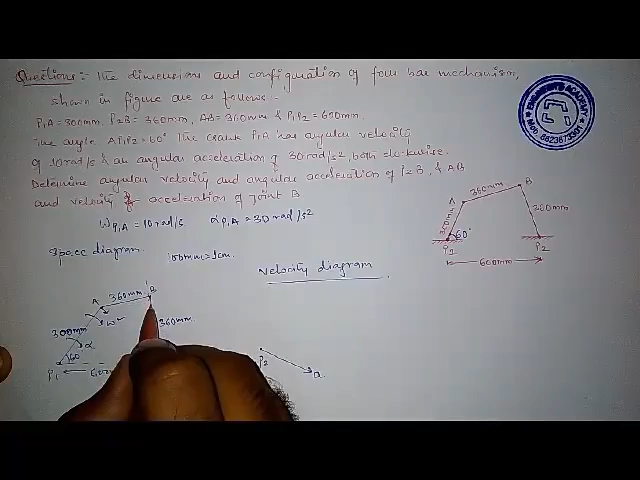 Questions:- The dimensions and configuration of four bar mechanism,
shown in figure are as follows.
P1A = 300mm, P2B = 360mm, AB = 360mm & P1P2 = 600mm.
The angle AP1P2 = 60° The crank P1A has angular velocity
of 10 rad/s & an angular acceleration of 30 rad/s2, both clockwise.
Determine angular velocity and angular acceleration of P2B, & AB
and velocity & acceleration of joint B
ωP1A = 10 rad/s αP1A = 30 rad/s2
space diagram. 100mm = 1cm.
Velocity diagram
A 360mm B
300mm
60°
P1 P2
600mm
A 360mm B
300mm ω
α
360mm.
60
P1
P2 a
ENGINEER'S ACADEMY